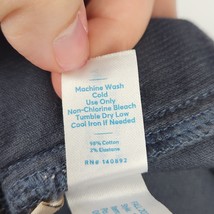 Machine Wash
Cold
Use Only
Non-Chlorine Bleach
Tumble Dry Low
Cool Iron If Needed
98% Cotton
2% Elastane
RN# 140893